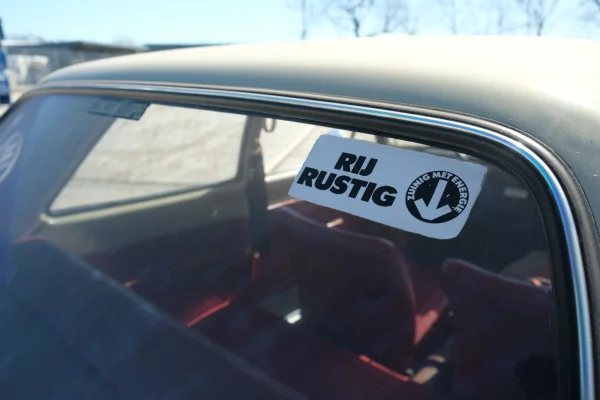 RIJ
RUSTIG
ZUINIG MET ENERGIE